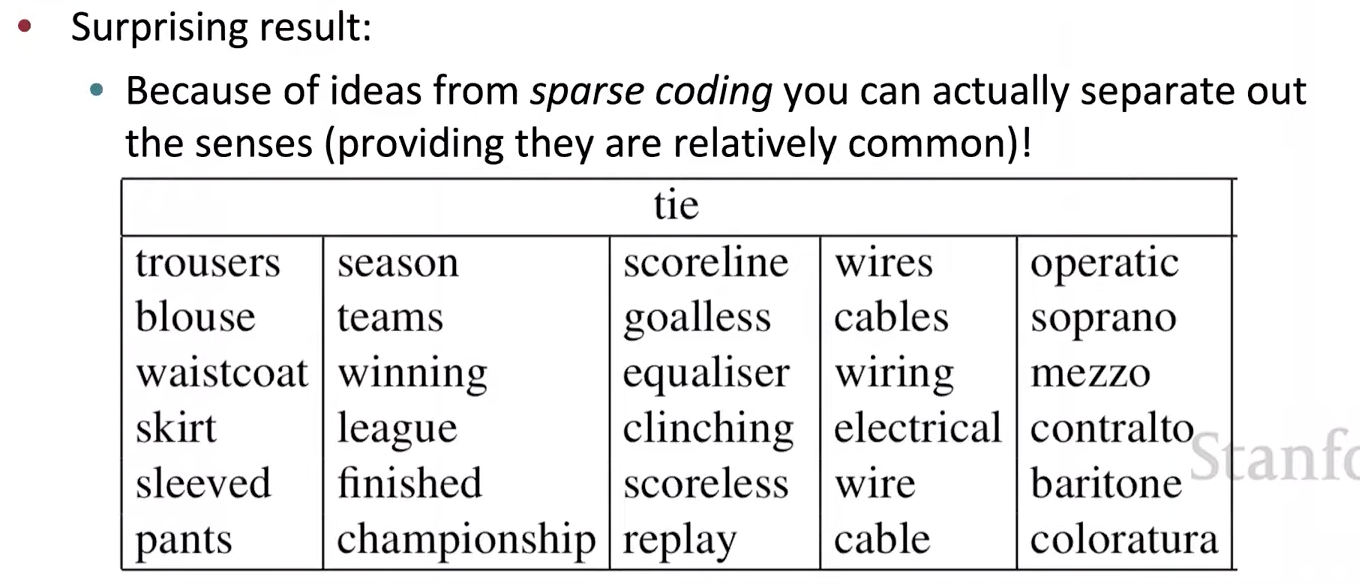 • Surprising result:
• Because of ideas from sparse coding you can actually separate out
the senses (providing they are relatively common)!
tie
trousers season scoreline wires operatic
blouse teams goalless cables soprano
waistcoat winning equaliser wiring mezzo
skirt league clinching electrical contralto
sleeved finished scoreless wire baritone
pants championship replay cable coloratura
Stanfo